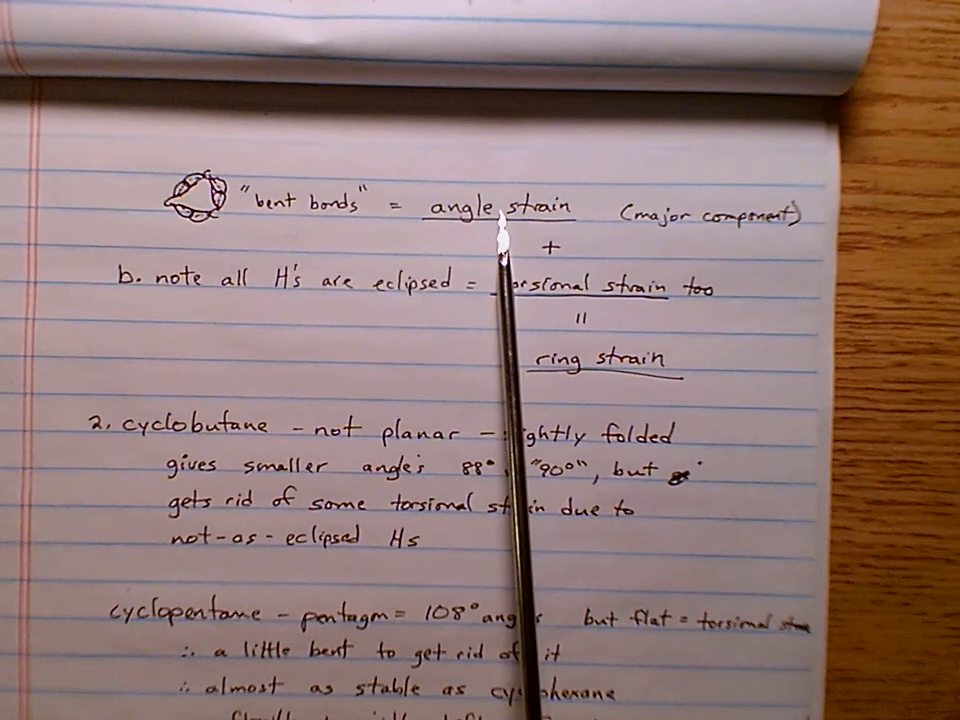 "bent bonds" = angle strain (major component)
+
b. note all H's are eclipsed = torsional strain too
=
ring strain
2. cyclobutane - not planar - slightly folded
gives smaller angles 88° "90°", but
gets rid of some torsional strain due to
not-as-eclipsed Hs
cyclopentane - pentagon = 108° angles but flat = torsional
∴ a little bent to get rid of it
∴ almost as stable as cyclohexane